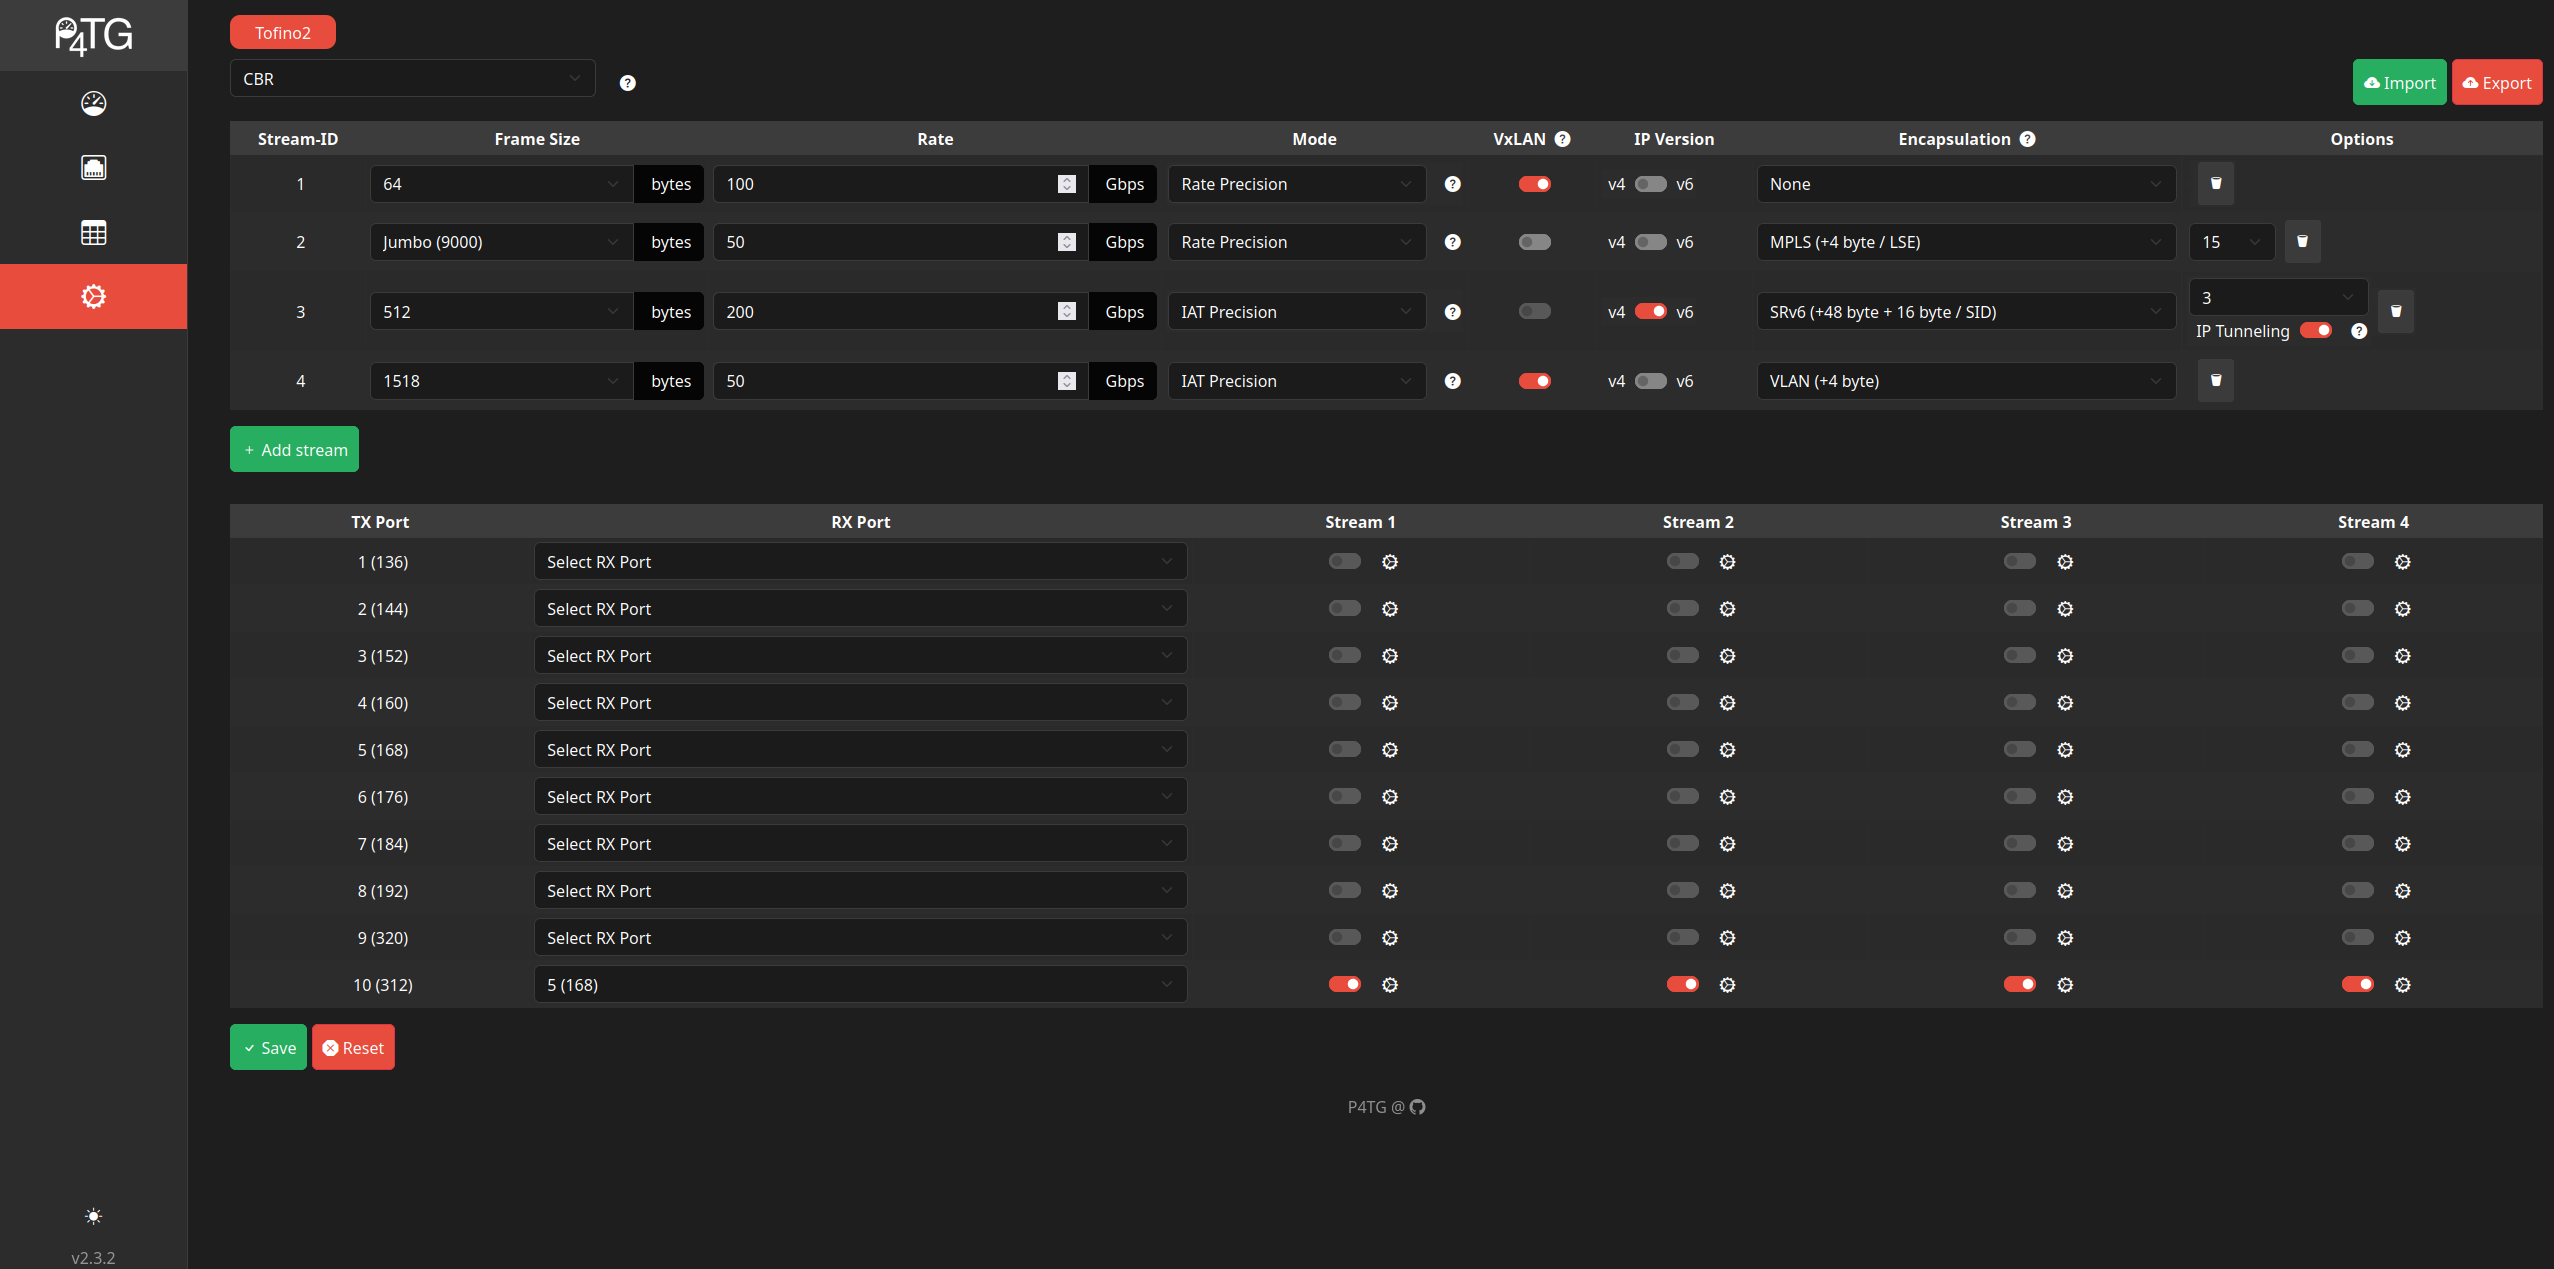 P4TG
Tofino2
CBR
Import Export
Stream-ID Frame Size Rate Mode VxLAN IP Version Encapsulation Options
1 64 bytes 100 Gbps Rate Precision v4 v6 None
2 Jumbo (9000) bytes 50 Gbps Rate Precision v4 v6 MPLS (+4 byte / LSE) 15
3 512 bytes 200 Gbps IAT Precision v4 v6 SRv6 (+48 byte + 16 byte / SID) 3
IP Tunneling
4 1518 bytes 50 Gbps IAT Precision v4 v6 VLAN (+4 byte)
+ Add stream
TX Port RX Port Stream 1 Stream 2 Stream 3 Stream 4
1 (136) Select RX Port
2 (144) Select RX Port
3 (152) Select RX Port
4 (160) Select RX Port
5 (168) Select RX Port
6 (176) Select RX Port
7 (184) Select RX Port
8 (192) Select RX Port
9 (320) Select RX Port
10 (312) 5 (168)
Save Reset
P4TG @
v2.3.2